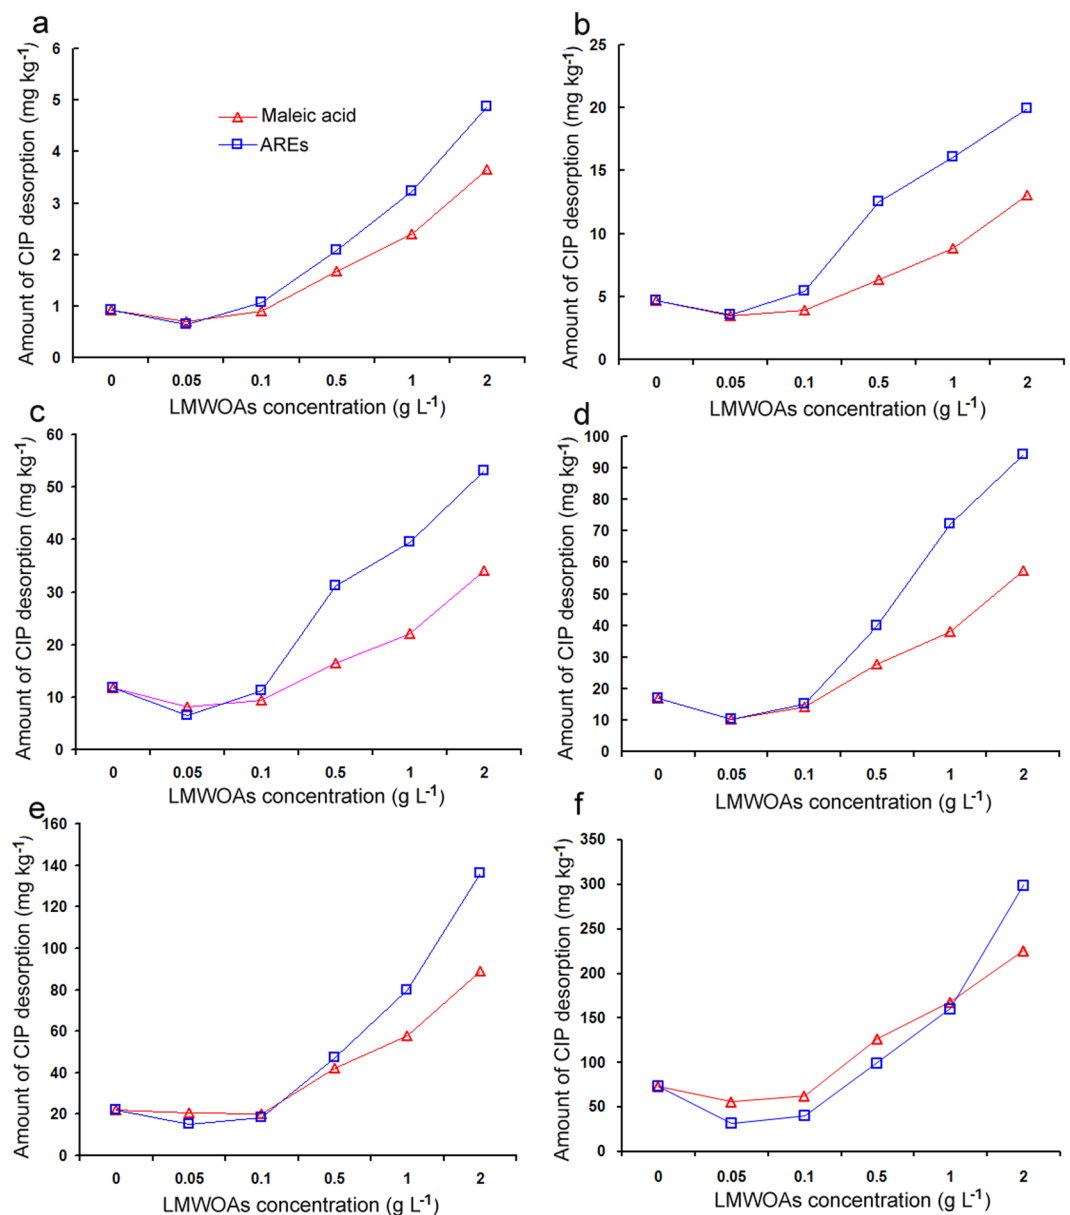 a
Amount of CIP desorption (mg kg⁻¹)
6
5
4
3
2
1
0
Maleic acid
AREs
0 0.05 0.1 0.5 1 2
LMWOAs concentration (g L⁻¹)
b
Amount of CIP desorption (mg kg⁻¹)
25
20
15
10
5
0
0 0.05 0.1 0.5 1 2
LMWOAs concentration (g L⁻¹)
c
Amount of CIP desorption (mg kg⁻¹)
60
50
40
30
20
10
0
0 0.05 0.1 0.5 1 2
LMWOAs concentration (g L⁻¹)
d
Amount of CIP desorption (mg kg⁻¹)
100
90
80
70
60
50
40
30
20
10
0
0 0.05 0.1 0.5 1 2
LMWOAs concentration (g L⁻¹)
e
Amount of CIP desorption (mg kg⁻¹)
160
140
120
100
80
60
40
20
0
0 0.05 0.1 0.5 1 2
LMWOAs concentration (g L⁻¹)
f
Amount of CIP desorption (mg kg⁻¹)
350
300
250
200
150
100
50
0
0 0.05 0.1 0.5 1 2
LMWOAs concentration (g L⁻¹)